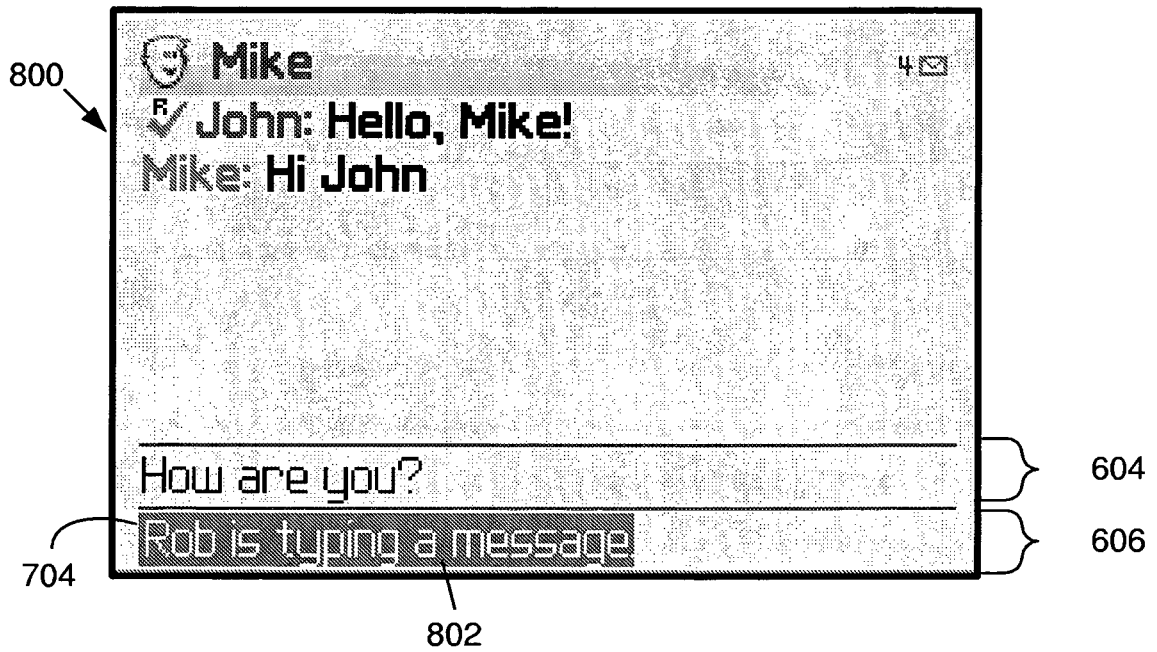 Mike 4
800
R John: Hello, Mike!
Mike: Hi John
How are you? 604
Rob is typing a message 606
704
802